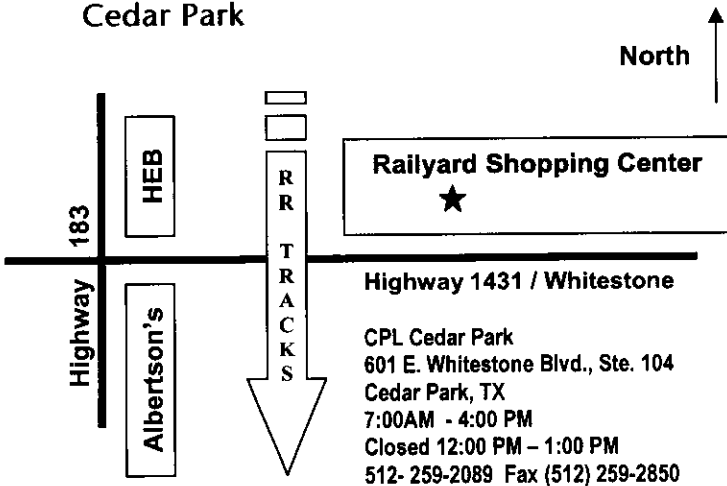 Cedar Park
North
HEB
RR TRACKS
Railyard Shopping Center
Highway 183
Highway 1431 / Whitestone
Albertson's
CPL Cedar Park
601 E. Whitestone Blvd., Ste. 104
Cedar Park, TX
7:00AM - 4:00 PM
Closed 12:00 PM – 1:00 PM
512- 259-2089 Fax (512) 259-2850